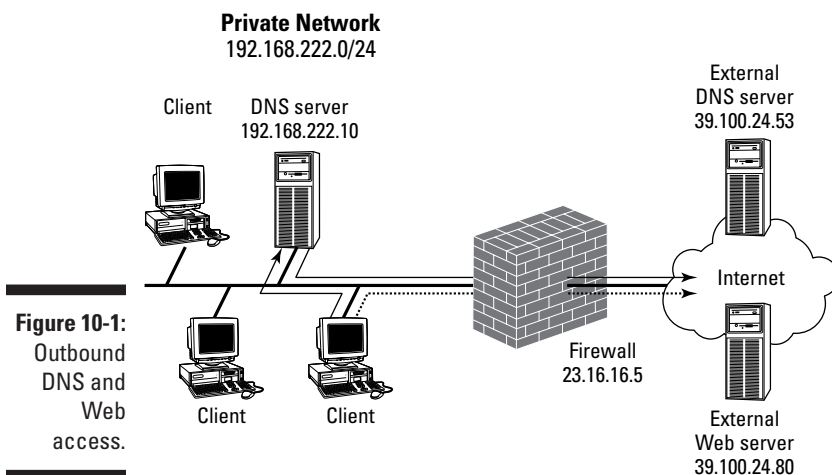 Private Network
192.168.222.0/24
External
DNS server
39.100.24.53
Client
DNS server
192.168.222.10
Internet
Figure 10-1:
Outbound
DNS and
Web
access.
Client
Client
Firewall
23.16.16.5
External
Web server
39.100.24.80